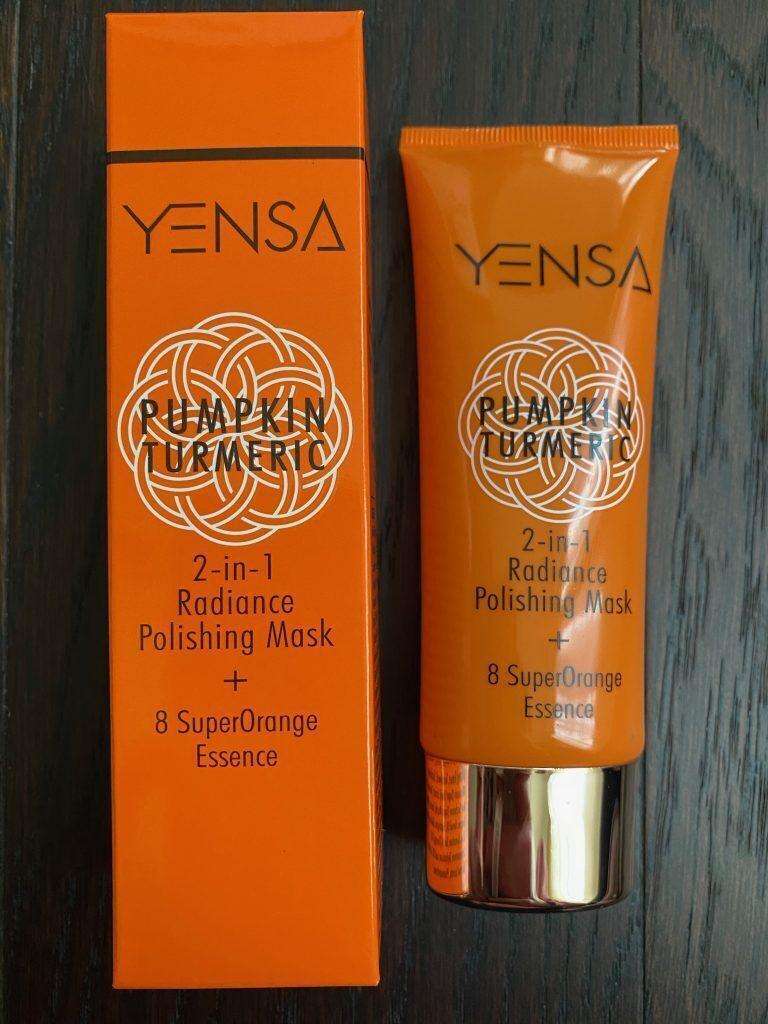 YENSA
PUMPKIN
TURMERIC
2-in-1
Radiance
Polishing Mask
+
8 SuperOrange
Essence
YENSA
PUMPKIN
TURMERIC
2-in-1
Radiance
Polishing Mask
+
8 SuperOrange
Essence